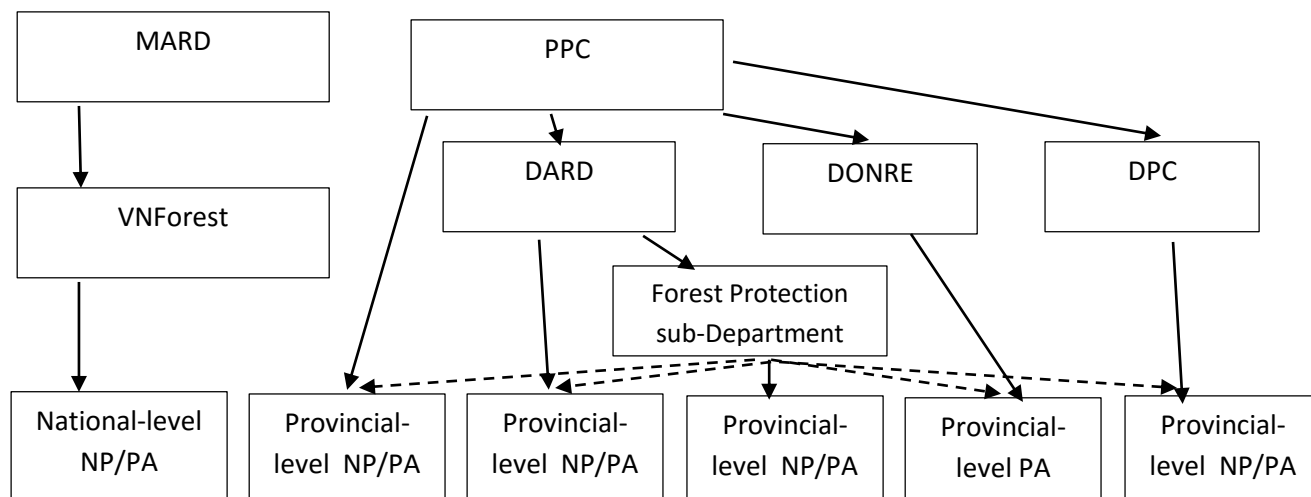 MARD
PPC
DARD
DONRE
DPC
VNForest
Forest Protection
sub-Department
National-level
NP/PA
Provincial-
level NP/PA
Provincial-
level NP/PA
Provincial-
level NP/PA
Provincial-
level PA
Provincial-
level NP/PA